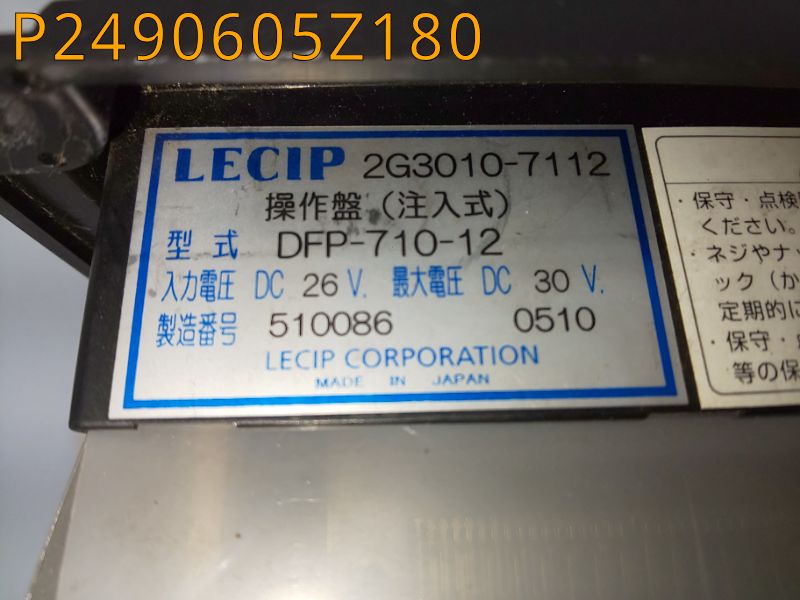 P2490605Z180
LECIP 2G3010-7112
操作盤(注入式)
型式 DFP-710-12
入力電圧 DC 26 V. 最大電圧 DC 30 V.
製造番号 510086 0510
LECIP CORPORATION
MADE IN JAPAN
・保守・点検
ください。
・ネジやナッ
ック(か
定期的に
・保守・
等の保